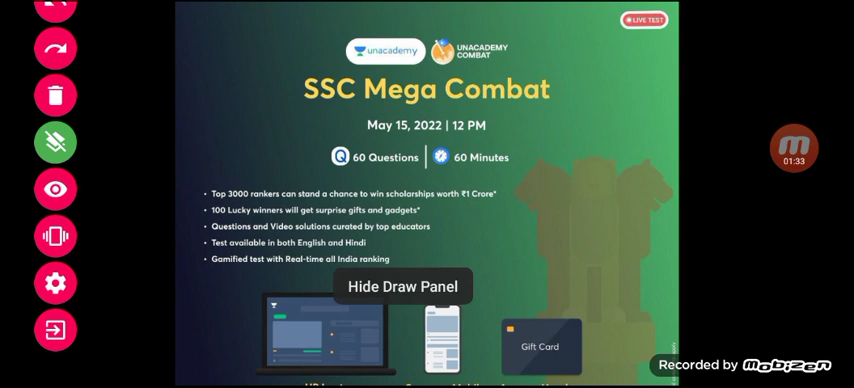 LIVE TEST
unacademy
UNACADEMY
COMBAT
SSC Mega Combat
May 15, 2022 | 12 PM
Q 60 Questions
60 Minutes
• Top 3000 rankers can stand a chance to win scholarships worth ₹1 Crore*
• 100 Lucky winners will get surprise gifts and gadgets*
• Questions and Video solutions curated by top educators
• Test available in both English and Hindi
• Gamified test with Real-time all India ranking
Hide Draw Panel
Gift Card
01:33
Recorded by MOBIZEN